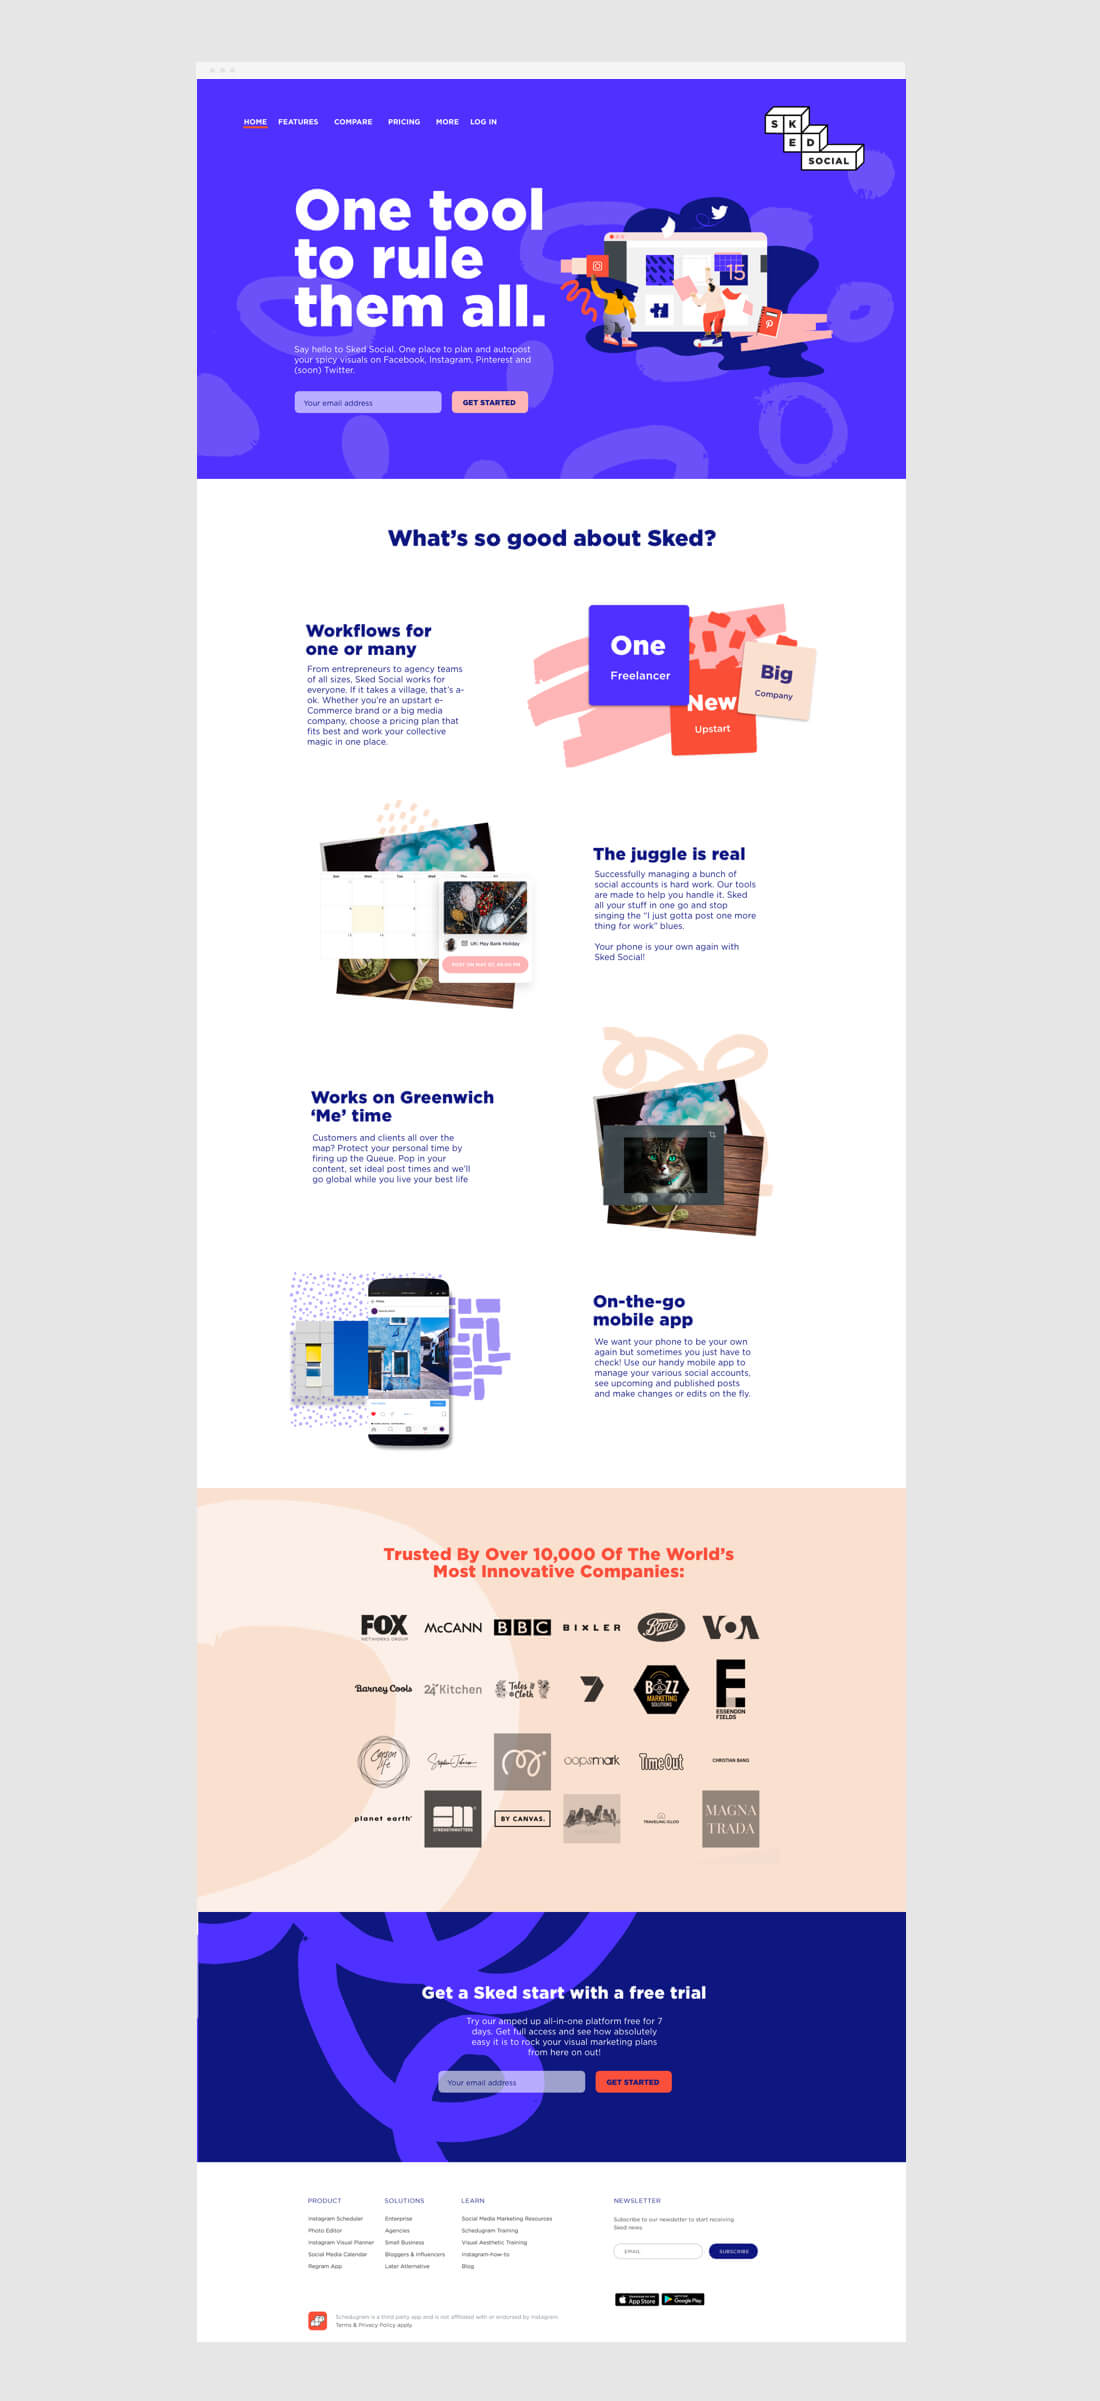 HOME FEATURES COMPARE PRICING MORE LOG IN
SK
ED
SOCIAL
One tool
to rule
them all.
15
Say hello to Sked Social. One place to plan and autopost
your spicy visuals on Facebook, Instagram, Pinterest and
(soon) Twitter.
Your email address
GET STARTED
What's so good about Sked?
Workflows for
one or many
From entrepreneurs to agency teams
of all sizes, Sked Social works for
everyone. If it takes a village, that's a-
ok. Whether you're an upstart e-
Commerce brand or a big media
company, choose a pricing plan that
fits best and work your collective
magic in one place.
One
Freelancer
New
Upstart
Big
Company
Sun Mon Tue Wed Thu Fri
UK: May Bank Holiday
The juggle is real
Successfully managing a bunch of
social accounts is hard work. Our tools
are made to help you handle it. Sked
all your stuff in one go and stop
singing the "I just gotta post one more
thing for work" blues.
Your phone is your own again with
Sked Social!
Works on Greenwich
'Me' time
Customers and clients all over the
map? Protect your personal time by
firing up the Queue. Pop in your
content, set ideal post times and we'll
go global while you live your best life
On-the-go
mobile app
We want your phone to be your own
again but sometimes you just have to
check! Use our handy mobile app to
manage your various social accounts,
see upcoming and published posts
and make changes or edits on the fly.
Trusted By Over 10,000 Of The World's
Most Innovative Companies:
FOX
NETWORKS GROUP
McCANN
BBC
BIXLER
Boots
VOA
Barney Cools
24Kitchen
Tales & Cloth
7
BUZZ
MARKETING
SOLUTIONS
ESSENDON
FIELDS
oopsmark
TimeOut
CHRISTIAN BANG
planet earth
STRENGTHMATTERS
BY CANVAS.
TRAVELING IGLOO
MAGNA
TRADA
Get a Sked start with a free trial
Try our amped up all-in-one platform free for 7
days. Get full access and see how absolutely
easy it is to rock your visual marketing plans
from here on out!
Your email address
GET STARTED
PRODUCT
Instagram Scheduler
Photo Editor
Instagram Visual Planner
Social Media Calendar
Regram App
SOLUTIONS
Enterprise
Agencies
Small Business
Bloggers & Influencers
Later Alternative
LEARN
Social Media Marketing Resources
Schedugram Training
Visual Aesthetic Training
Instagram-how-to
Blog
NEWSLETTER
Subscribe to our newsletter to start receiving
Sked news.
EMAIL
SUBSCRIBE
App Store
Google Play
Schedugram is a third party app and is not affiliated with or endorsed by Instagram.
Terms & Privacy Policy apply